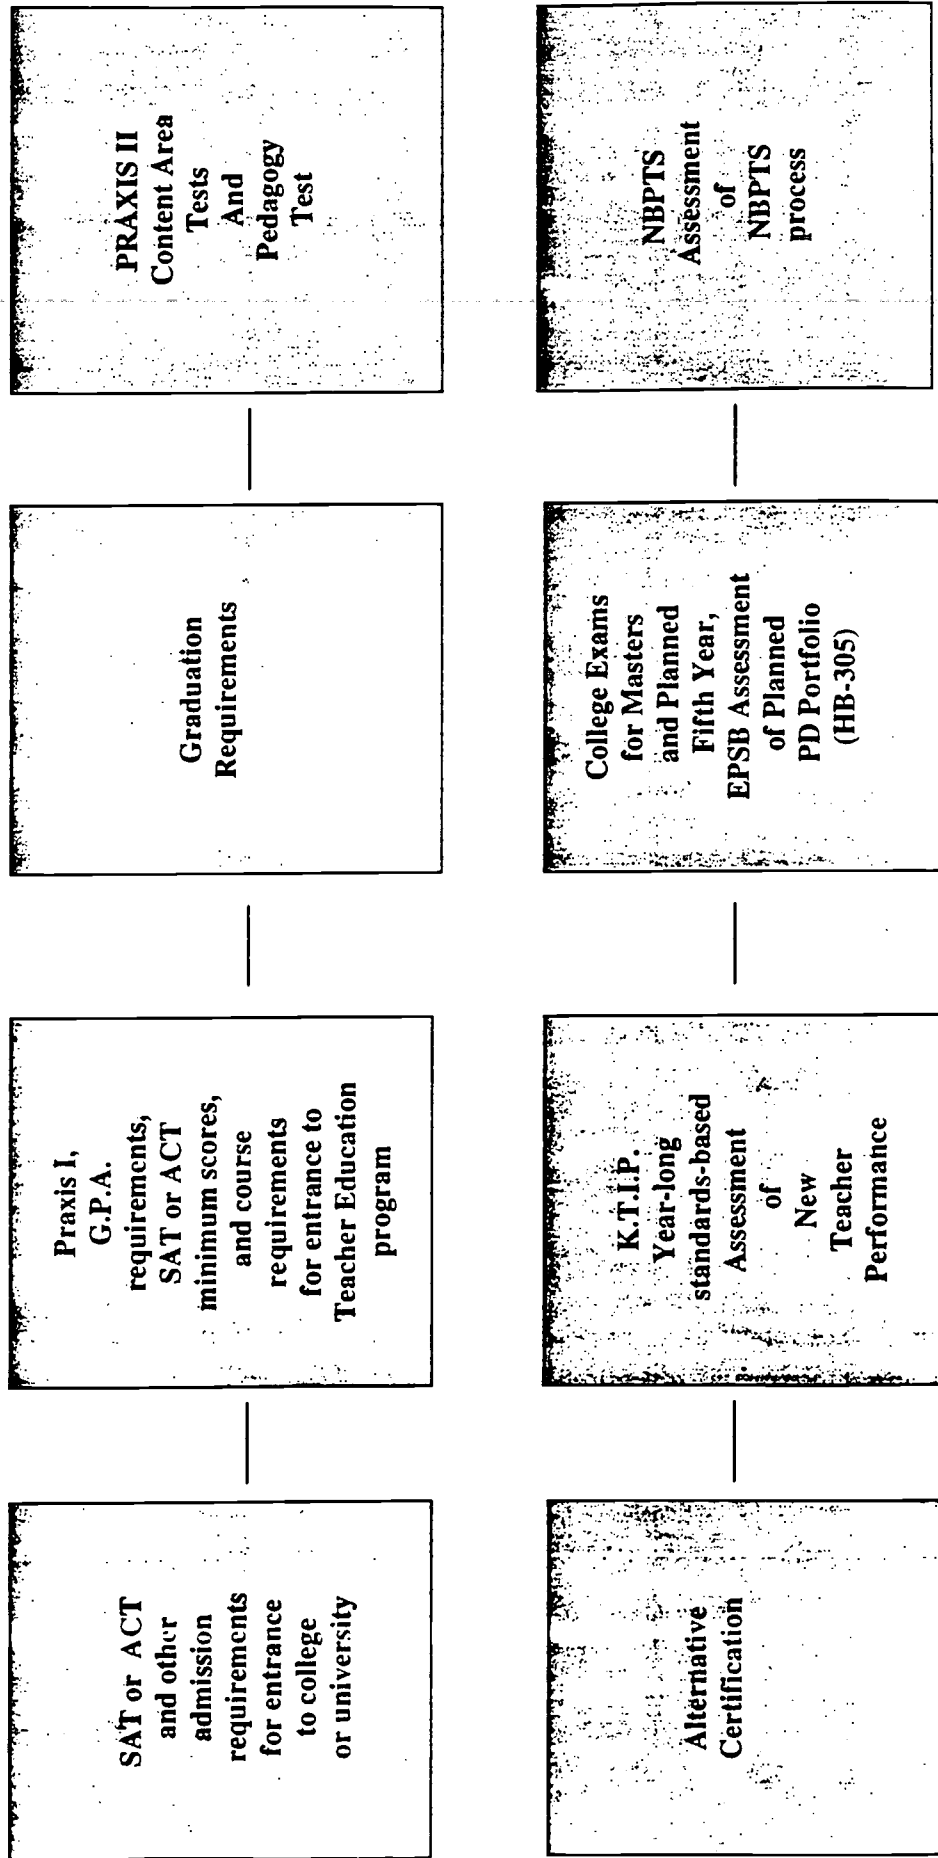 SAT or ACT
and other
admission
requirements
for entrance
to college
or university
Praxis I,
G.P.A.
requirements,
SAT or ACT
minimum scores,
and course
requirements
for entrance to
Teacher Education
program
Graduation
Requirements
PRAXIS II
Content Area
Tests
And
Pedagogy
Test
Alternative
Certification
K.T.I.P.
Year-long
standards-based
Assessment
of
New
Teacher
Performance
College Exams
for Masters
and Planned
Fifth Year,
EPSB Assessment
of Planned
PD Portfolio
(HB-305)
NBPTS
Assessment
of
NBPTS
process